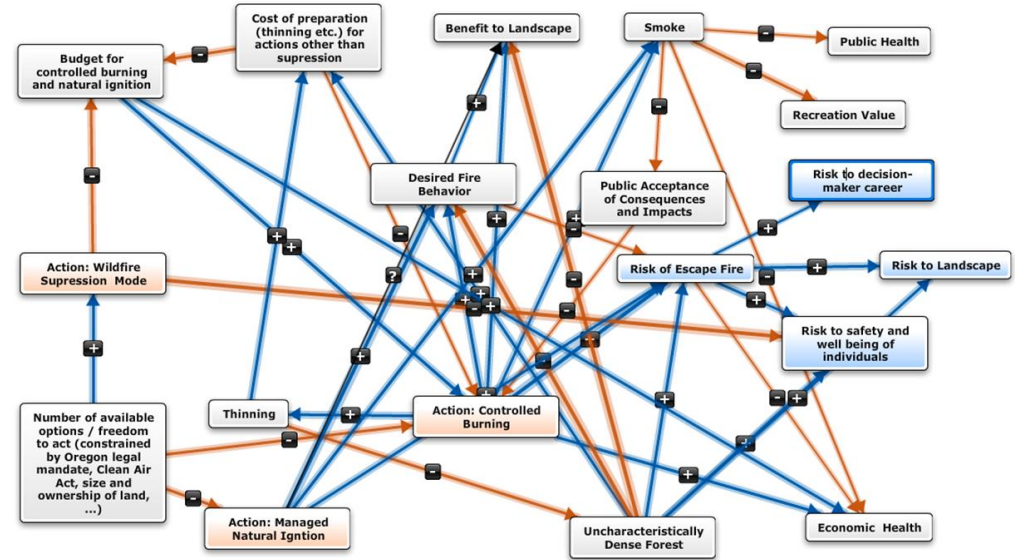 Cost of preparation
(thinning etc.) for
actions other than
supression
Benefit to Landscape
Smoke
Public Health
Budget for
controlled burning
and natural ignition
Recreation Value
Desired Fire
Behavior
Public Acceptance
of Consequences
and Impacts
Risk to decision-
maker career
Action: Wildfire
Supression Mode
Risk of Escape Fire
Risk to Landscape
Risk to safety and
well being of
individuals
Number of available
options / freedom
to act (constrained
by Oregon legal
mandate, Clean Air
Act, size and
ownership of land,
...)
Thinning
Action: Controlled
Burning
Action: Managed
Natural Igntion
Uncharacteristically
Dense Forest
Economic Health
?